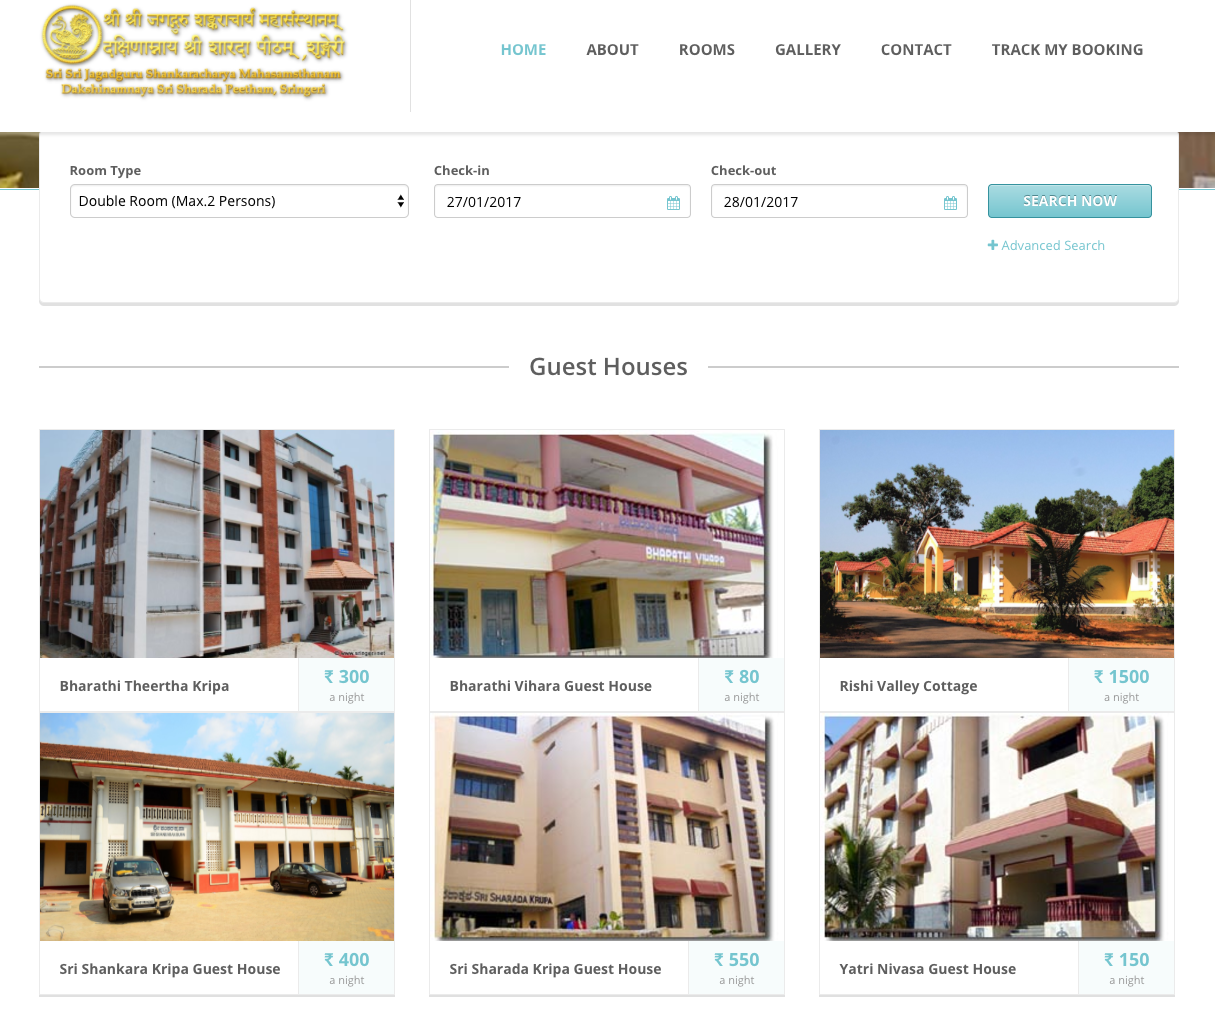 श्री श्री जगद्गुरु शङ्कराचार्य महासंस्थानम्
दक्षिणाम्नाय श्री शारदा पीठम्, शृङ्गेरी
Sri Sri Jagadguru Shankaracharya Mahasamsthanam
Dakshinamnaya Sri Sharada Peetham, Sringeri
HOME ABOUT ROOMS GALLERY CONTACT TRACK MY BOOKING
Room Type Check-in Check-out
Double Room (Max.2 Persons) 27/01/2017 28/01/2017 SEARCH NOW
Advanced Search
Guest Houses
BHARATHI VIHARA
Bharathi Theertha Kripa ₹ 300 a night
Bharathi Vihara Guest House ₹ 80 a night
Rishi Valley Cottage ₹ 1500 a night
SRI SHARADA KRUPA
Sri Shankara Kripa Guest House ₹ 400 a night
Sri Sharada Kripa Guest House ₹ 550 a night
Yatri Nivasa Guest House ₹ 150 a night